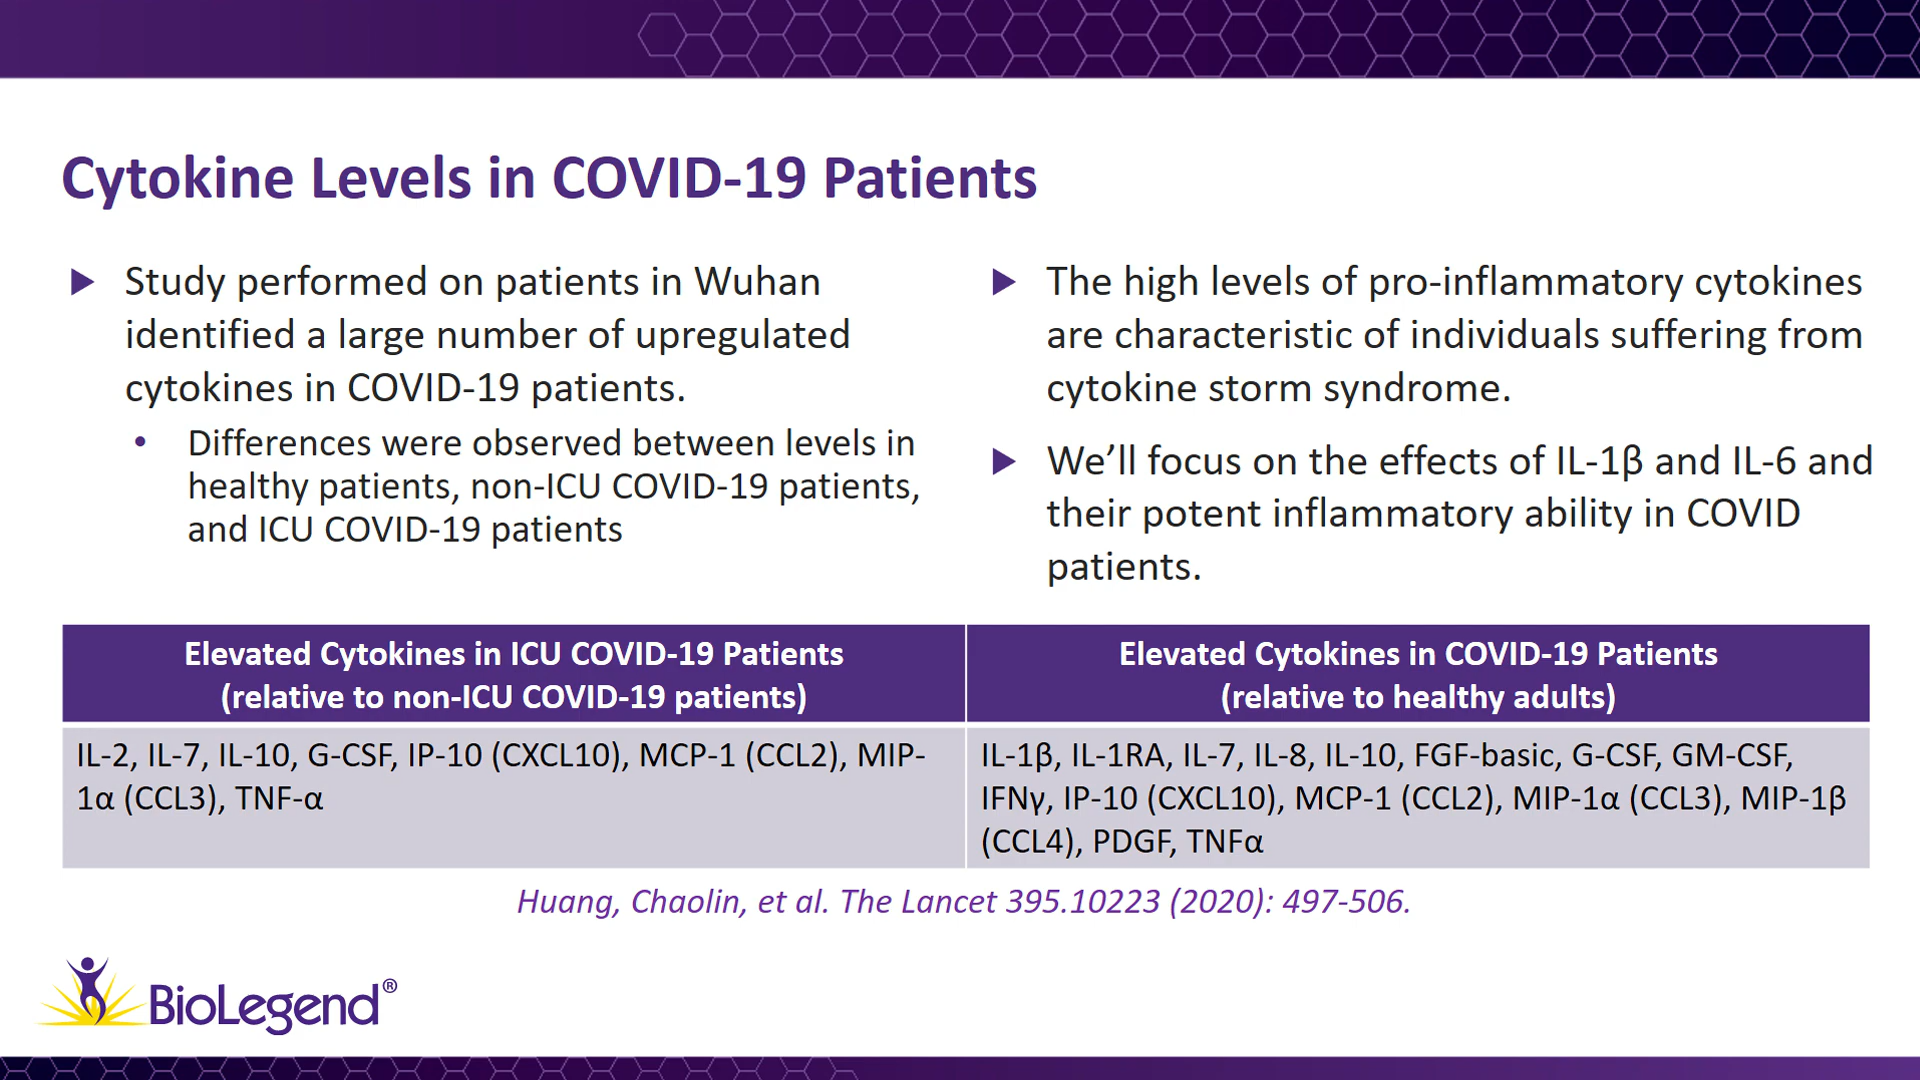 Cytokine Levels in COVID-19 Patients
Study performed on patients in Wuhan
identified a large number of upregulated
cytokines in COVID-19 patients.
• Differences were observed between levels in
healthy patients, non-ICU COVID-19 patients,
and ICU COVID-19 patients
The high levels of pro-inflammatory cytokines
are characteristic of individuals suffering from
cytokine storm syndrome.
We’ll focus on the effects of IL-1β and IL-6 and
their potent inflammatory ability in COVID
patients.
Elevated Cytokines in ICU COVID-19 Patients
(relative to non-ICU COVID-19 patients)
Elevated Cytokines in COVID-19 Patients
(relative to healthy adults)
IL-2, IL-7, IL-10, G-CSF, IP-10 (CXCL10), MCP-1 (CCL2), MIP-
1α (CCL3), TNF-α
IL-1β, IL-1RA, IL-7, IL-8, IL-10, FGF-basic, G-CSF, GM-CSF,
IFNγ, IP-10 (CXCL10), MCP-1 (CCL2), MIP-1α (CCL3), MIP-1β
(CCL4), PDGF, TNFα
Huang, Chaolin, et al. The Lancet 395.10223 (2020): 497-506.
BioLegend®